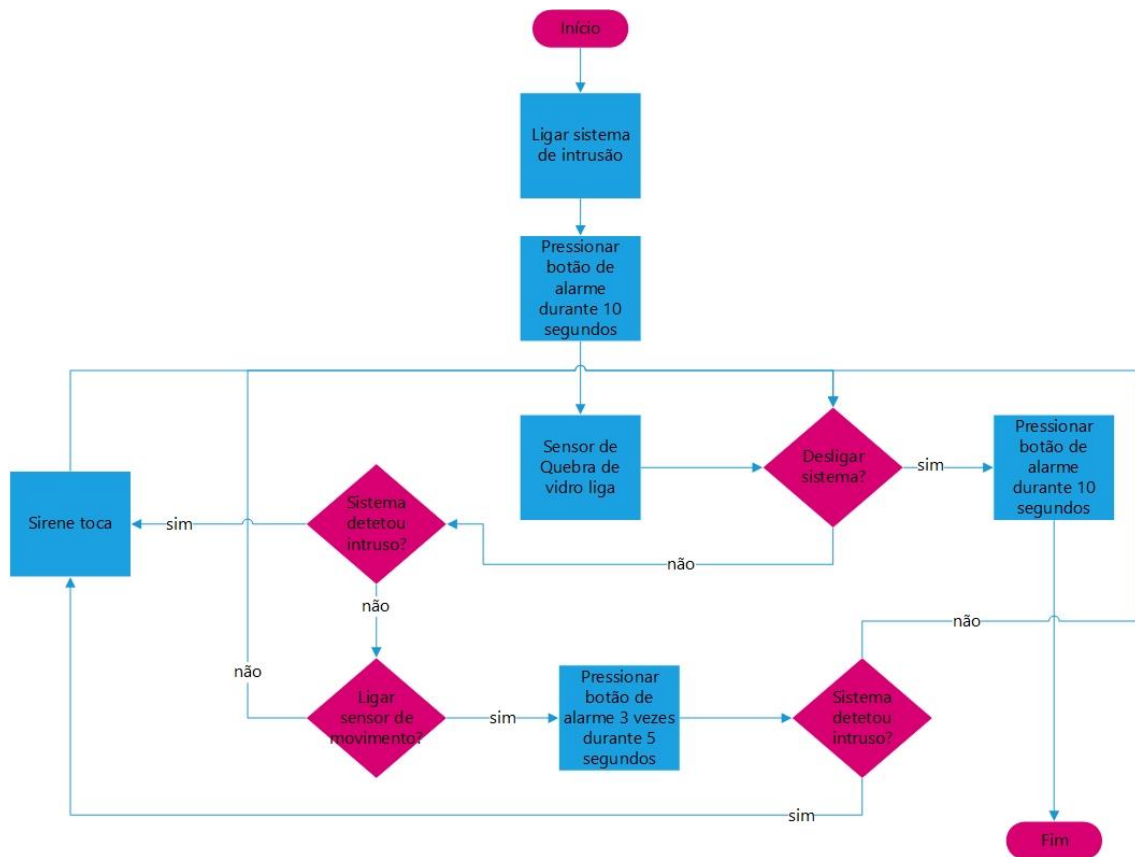 Início
Ligar sistema
de intrusão
Pressionar
botão de
alarme
durante 10
segundos
Sensor de
Quebra de
vidro liga
Desligar
sistema?
sim
Pressionar
botão de
alarme
durante 10
segundos
Sirene toca
sim
Sistema
detetou
intruso?
não
não
não
Ligar
sensor de
movimento?
sim
Pressionar
botão de
alarme 3 vezes
durante 5
segundos
Sistema
detetou
intruso?
não
sim
Fim